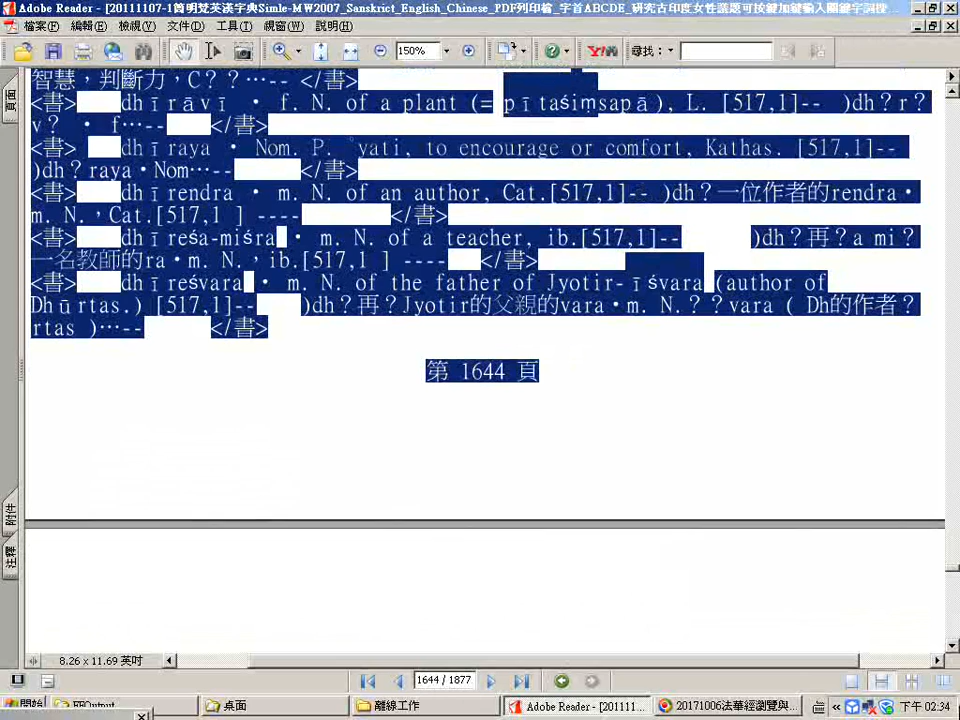 Adobe Reader - [20111107-1簡明梵英漢字典Simle-MW2007_Sanskrict_English_Chinese_PDF列印檔_字首ABCDE_研究古印度女性議題可按鍵加鍵輸入關鍵字詞搜
檔案(F) 編輯(E) 檢視(V) 文件(D) 工具(T) 視窗(W) 說明(H)
150% 尋找：
頁面
智慧，判斷力，C？？…-- </書>
<書> dhīrāvī • f. N. of a plant (= pītaśiṃsapā), L. [517,1]-- )dh？r？
v？ • f…-- </書>
<書> dhīraya • Nom. P. °yati, to encourage or comfort, Kathas. [517,1]--
)dh？raya•Nom…-- </書>
<書> dhīrendra • m. N. of an author, Cat.[517,1]-- )dh？一位作者的rendra•
m. N.，Cat.[517,1 ] ---- </書>
<書> dhīreśa-miśra • m. N. of a teacher, ib.[517,1]-- )dh？再？a mi？
一名教師的ra•m. N.，ib.[517,1 ] ---- </書>
<書> dhīreśvara • m. N. of the father of Jyotir-īśvara (author of
Dhūrtas.) [517,1]-- )dh？再？Jyotir的父親的vara•m. N.？？vara ( Dh的作者？
rtas )…-- </書>
第 1644 頁
附件
注釋
8.26 x 11.69 英吋
1644 / 1877
開始 FFOutput 桌面 離線工作 Adobe Reader - [201111... 20171006法華經瀏覽與... 下午 02:34